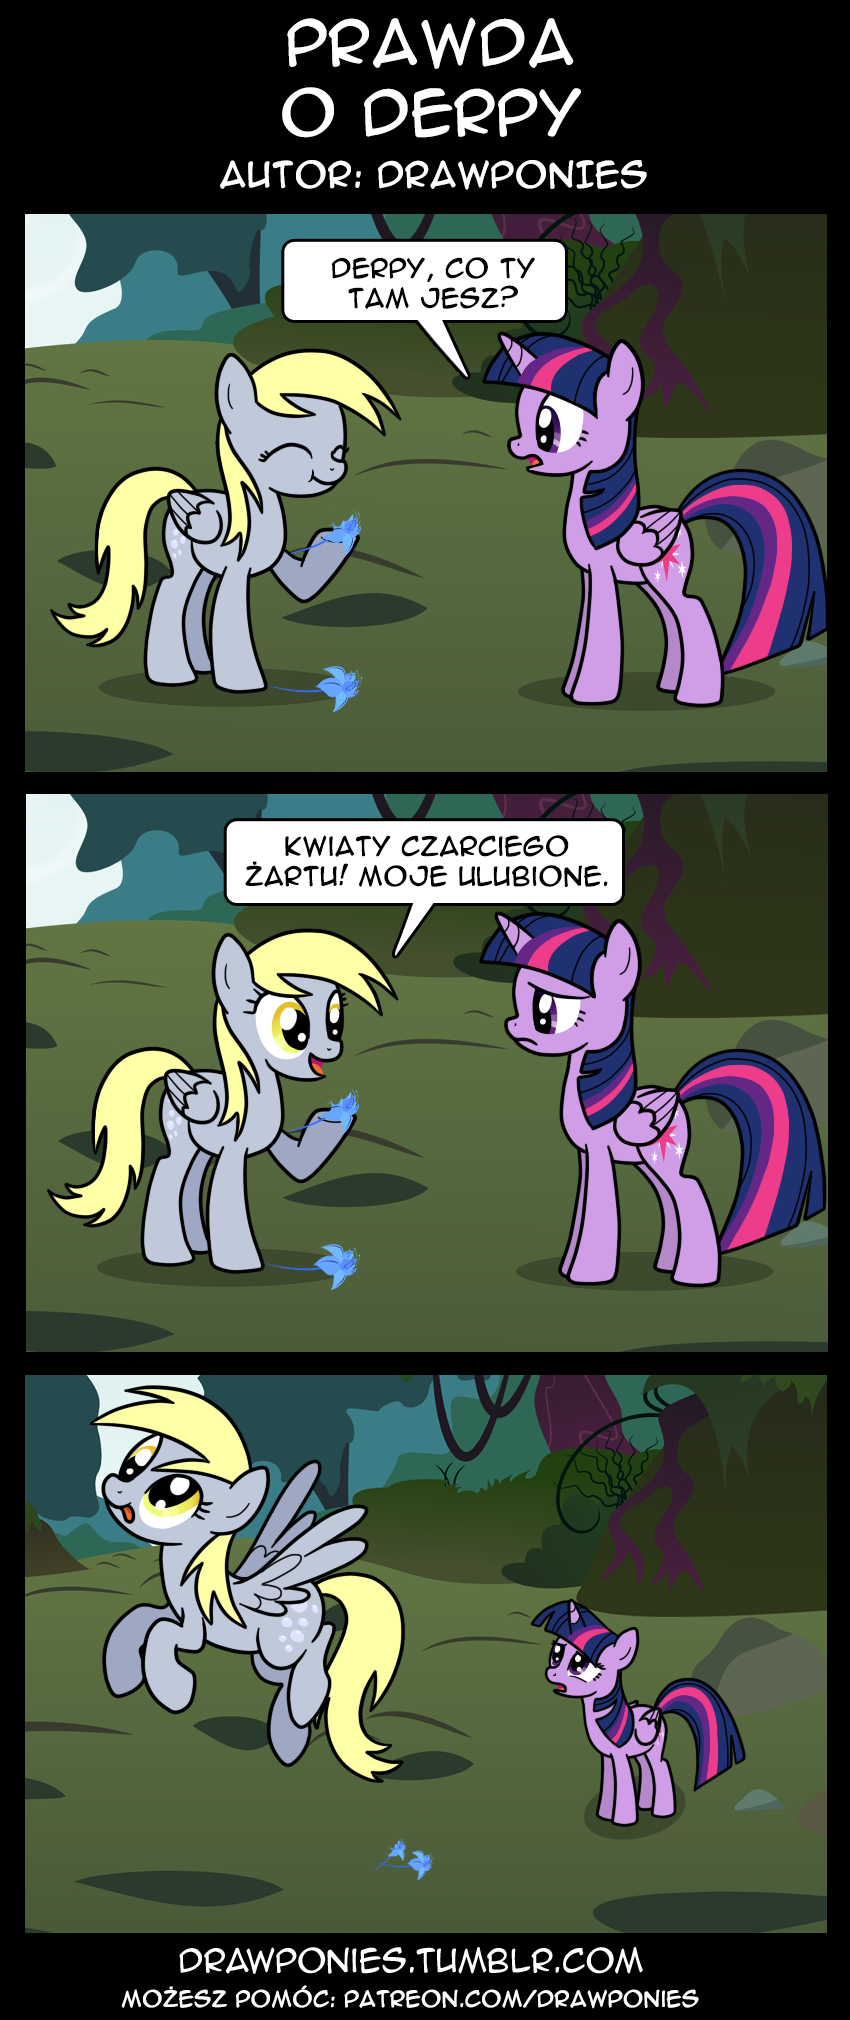 PRAWDA
O DERPY
AUTOR: DRAWPONIES
DERPY, CO TY
TAM JESZ?
KWIATY CZARCIEGO
ŻARTU! MOJE ULUBIONE.
DRAWPONIES.TUMBLR.COM
MOŻESZ POMÓC: PATREON.COM/DRAWPONIES